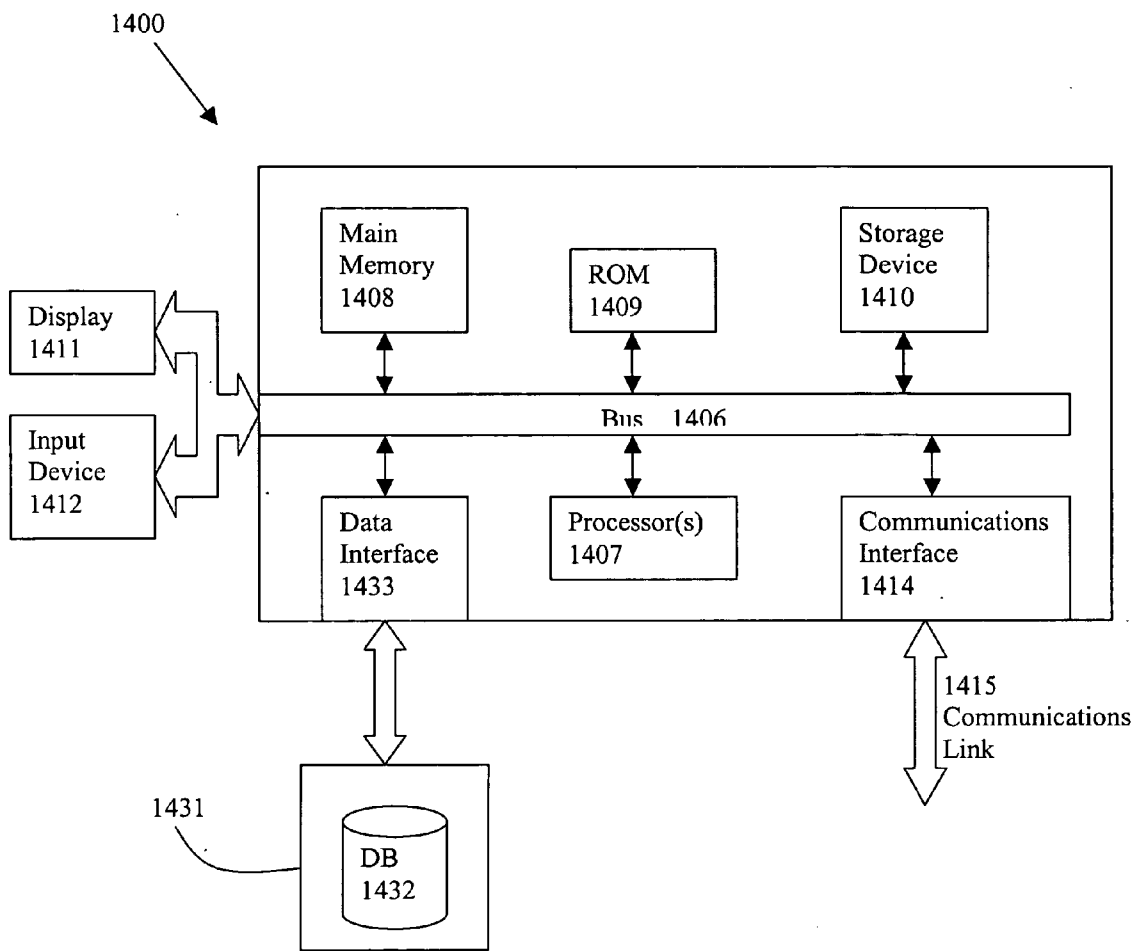 1400
Main
Memory
1408
ROM
1409
Storage
Device
1410
Display
1411
Input
Device
1412
Bus 1406
Data
Interface
1433
Processor(s)
1407
Communications
Interface
1414
1415
Communications
Link
1431
DB
1432